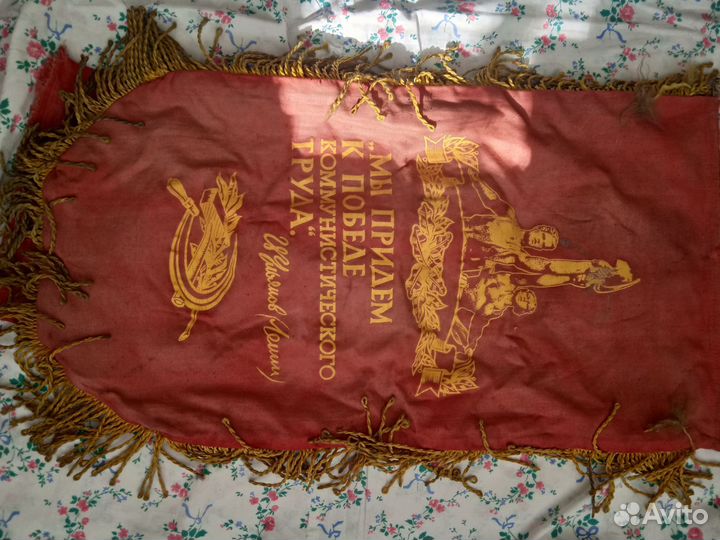 „МЫ ПРИДЕМ
К ПОБЕДЕ
КОММУНИСТИЧЕСКОГО
ТРУДА.“
В Ульянов (Ленин)
Avito